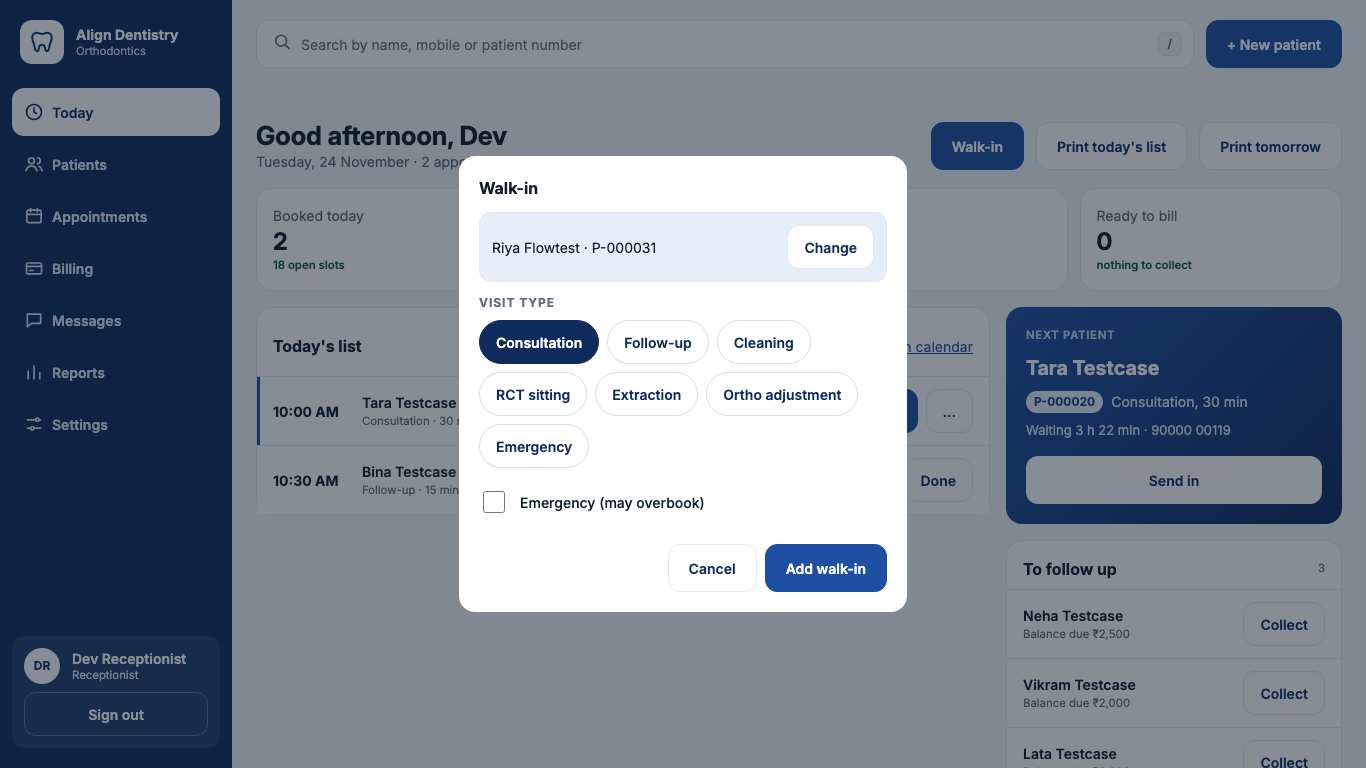 Align Dentistry
Orthodontics
Today
Patients
Appointments
Billing
Messages
Reports
Settings
DR
Dev Receptionist
Receptionist
Sign out
Search by name, mobile or patient number
/
+ New patient
Good afternoon, Dev
Tuesday, 24 November · 2
Walk-in
Print today's list
Print tomorrow
Booked today
2
18 open slots
Ready to bill
0
nothing to collect
Today's list
calendar
10:00 AM
Tara Testcase
Consultation · 30
...
10:30 AM
Bina Testcase
Follow-up · 15 min
Done
Walk-in
Riya Flowtest · P-000031
Change
VISIT TYPE
Consultation
Follow-up
Cleaning
RCT sitting
Extraction
Ortho adjustment
Emergency
Emergency (may overbook)
Cancel
Add walk-in
NEXT PATIENT
Tara Testcase
P-000020 Consultation, 30 min
Waiting 3 h 22 min · 90000 00119
Send in
To follow up
3
Neha Testcase
Balance due ₹2,500
Collect
Vikram Testcase
Balance due ₹2,000
Collect
Lata Testcase
Collect